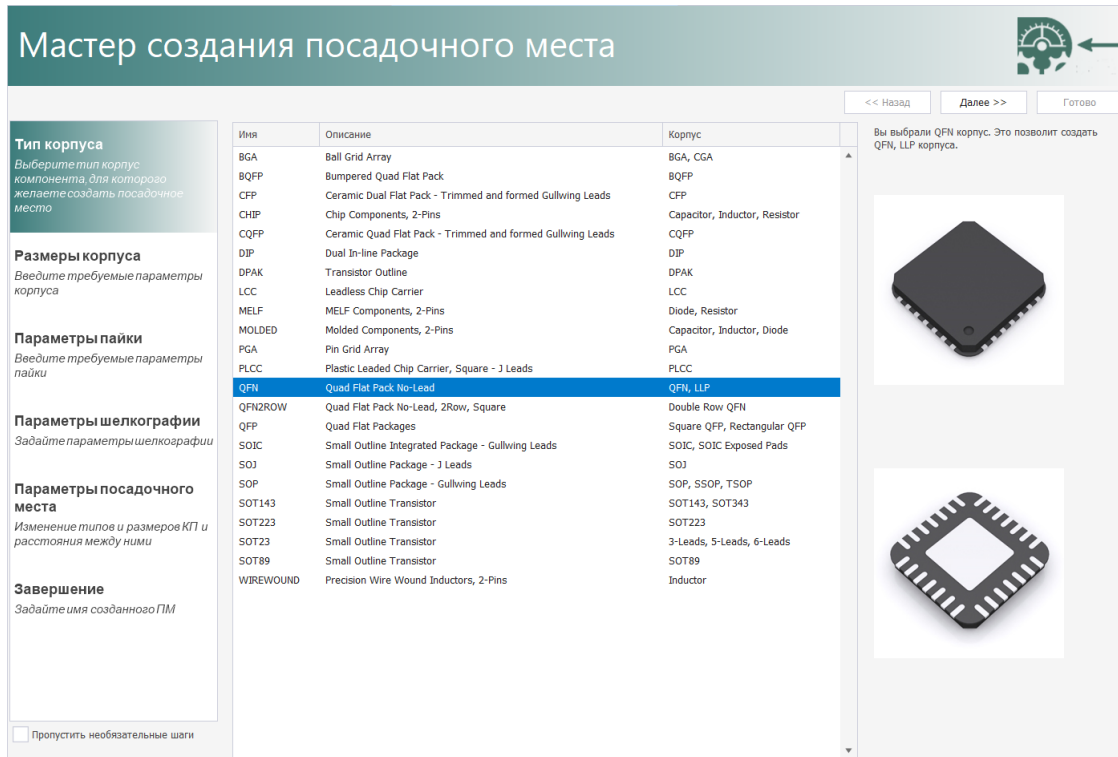 Мастер создания посадочного места
<< Назад Далее >> Готово
Тип корпуса
Выберите тип корпус
компонента, для которого
желаете создать посадочное
место
Размеры корпуса
Введите требуемые параметры
корпуса
Параметры пайки
Введите требуемые параметры
пайки
Параметры шелкографии
Задайте параметры шелкографии
Параметры посадочного
места
Изменение типов и размеров КП и
расстояния между ними
Завершение
Задайте имя созданного ПМ
Пропустить необязательные шаги
Имя Описание Корпус
BGA Ball Grid Array BGA, CGA
BQFP Bumpered Quad Flat Pack BQFP
CFP Ceramic Dual Flat Pack - Trimmed and formed Gullwing Leads CFP
CHIP Chip Components, 2-Pins Capacitor, Inductor, Resistor
CQFP Ceramic Quad Flat Pack - Trimmed and formed Gullwing Leads CQFP
DIP Dual In-line Package DIP
DPAK Transistor Outline DPAK
LCC Leadless Chip Carrier LCC
MELF MELF Components, 2-Pins Diode, Resistor
MOLDED Molded Components, 2-Pins Capacitor, Inductor, Diode
PGA Pin Grid Array PGA
PLCC Plastic Leaded Chip Carrier, Square - J Leads PLCC
QFN Quad Flat Pack No-Lead QFN, LLP
QFN2ROW Quad Flat Pack No-Lead, 2Row, Square Double Row QFN
QFP Quad Flat Packages Square QFP, Rectangular QFP
SOIC Small Outline Integrated Package - Gullwing Leads SOIC, SOIC Exposed Pads
SOJ Small Outline Package - J Leads SOJ
SOP Small Outline Package - Gullwing Leads SOP, SSOP, TSOP
SOT143 Small Outline Transistor SOT143, SOT343
SOT223 Small Outline Transistor SOT223
SOT23 Small Outline Transistor 3-Leads, 5-Leads, 6-Leads
SOT89 Small Outline Transistor SOT89
WIREWOUND Precision Wire Wound Inductors, 2-Pins Inductor
Вы выбрали QFN корпус. Это позволит создать
QFN, LLP корпуса.